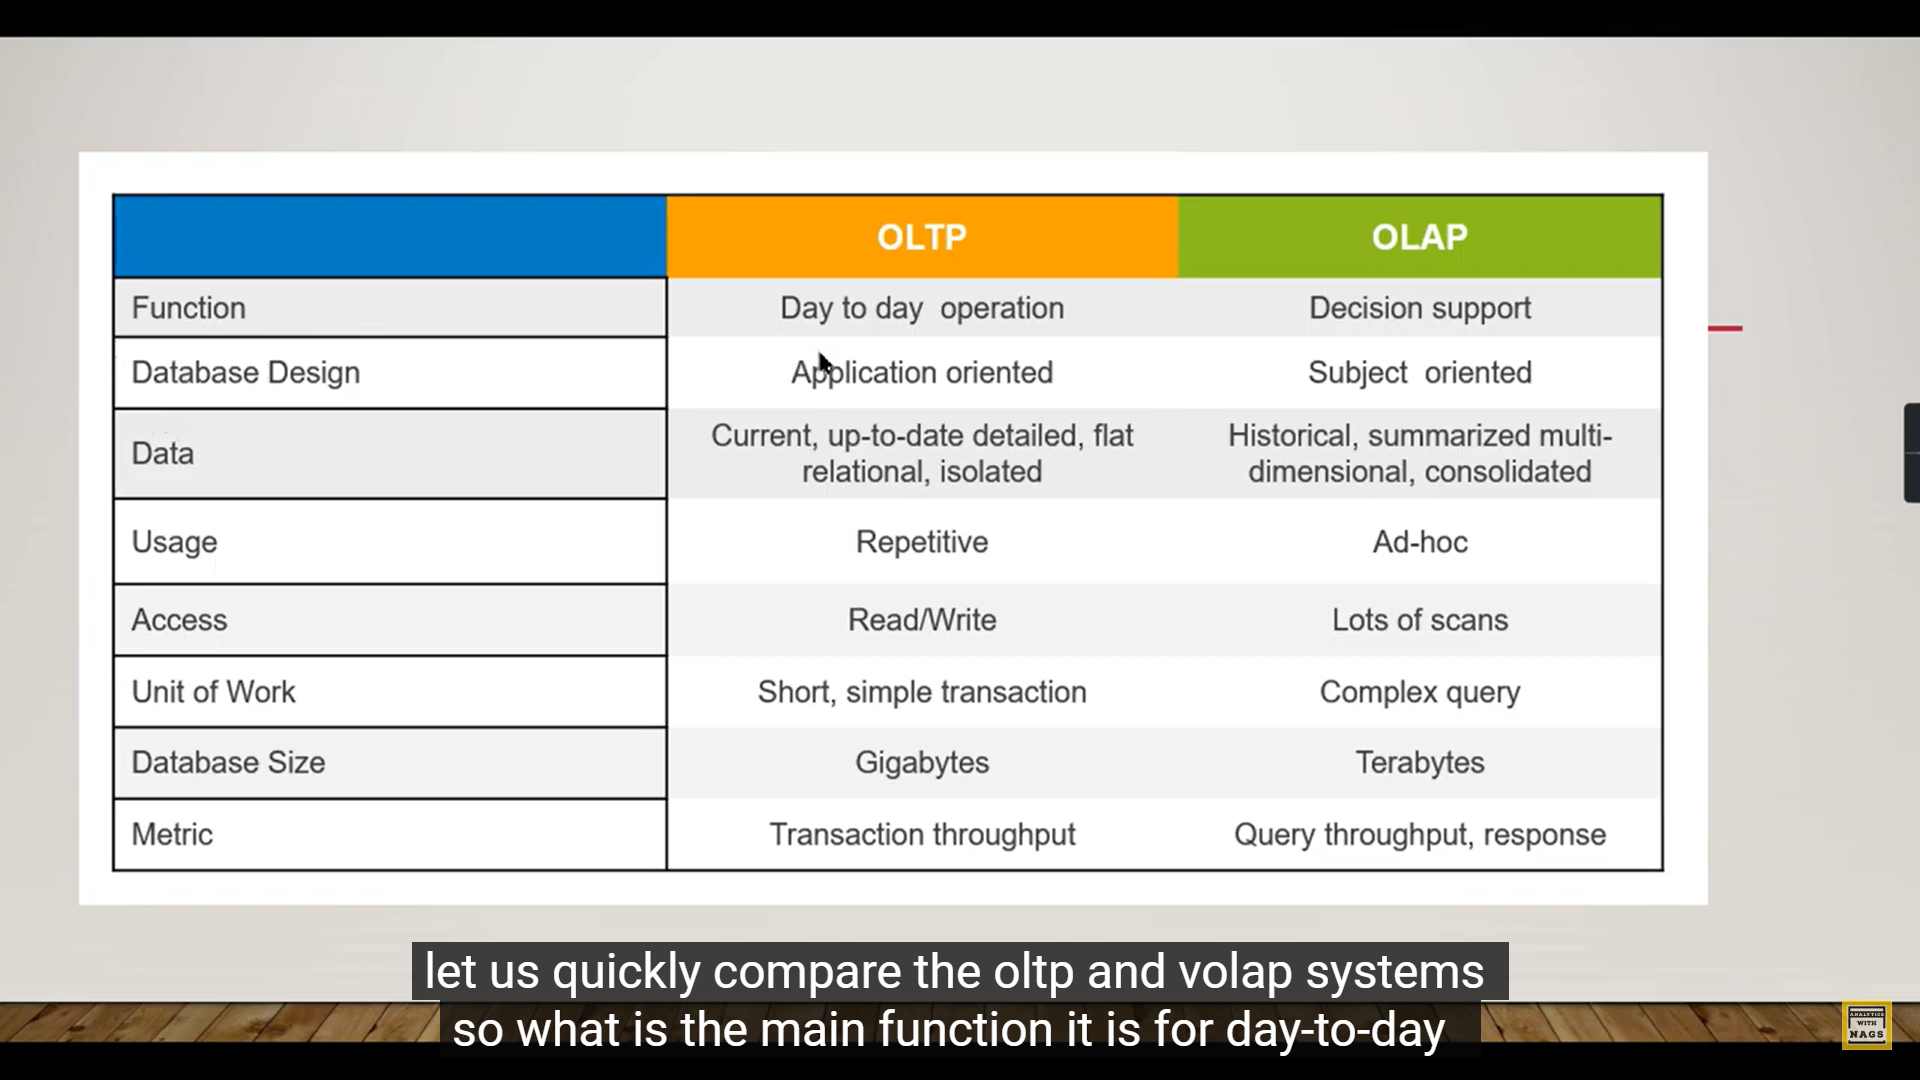 OLTP OLAP
Function Day to day operation Decision support
Database Design Application oriented Subject oriented
Data Current, up-to-date detailed, flat relational, isolated Historical, summarized multi-dimensional, consolidated
Usage Repetitive Ad-hoc
Access Read/Write Lots of scans
Unit of Work Short, simple transaction Complex query
Database Size Gigabytes Terabytes
Metric Transaction throughput Query throughput, response
let us quickly compare the oltp and volap systems
so what is the main function it is for day-to-day
ANALYTICS
WITH
NAGS